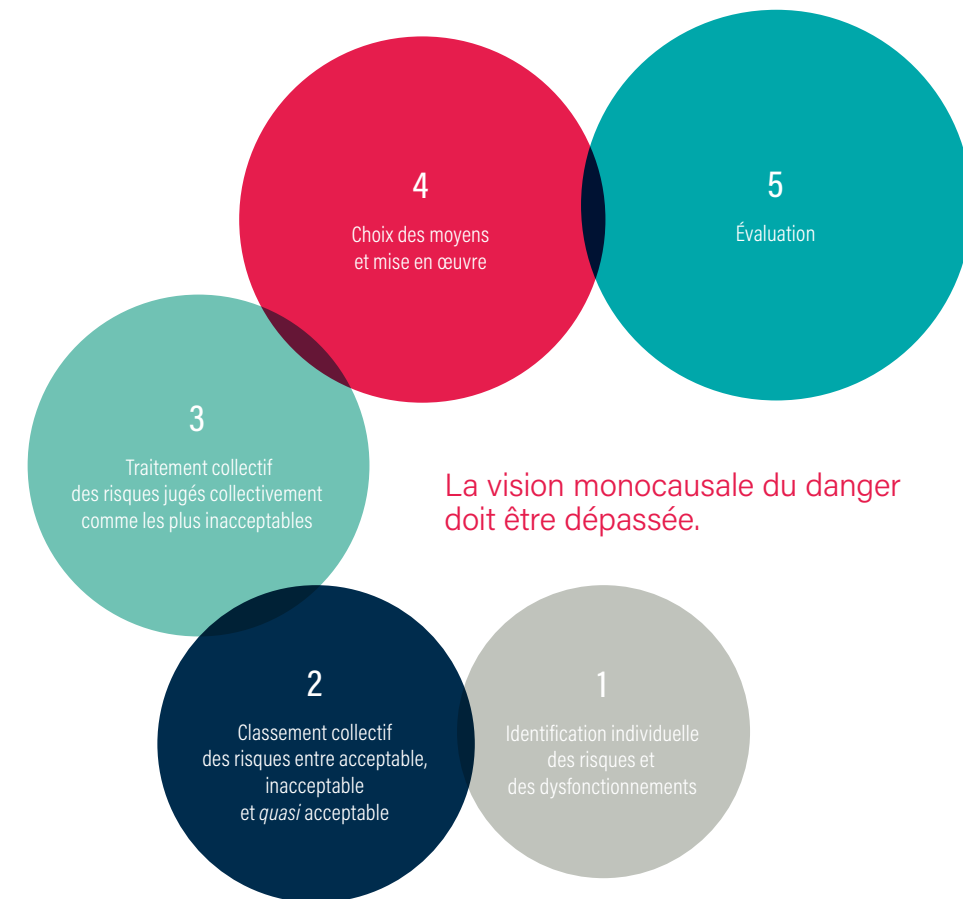 4
Choix des moyens
et mise en œuvre
5
Évaluation
3
Traitement collectif
des risques jugés collectivement
comme les plus inacceptables
La vision monocausale du danger
doit être dépassée.
2
Classement collectif
des risques entre acceptable,
inacceptable
et quasi acceptable
1
Identification individuelle
des risques et
des dysfonctionnements